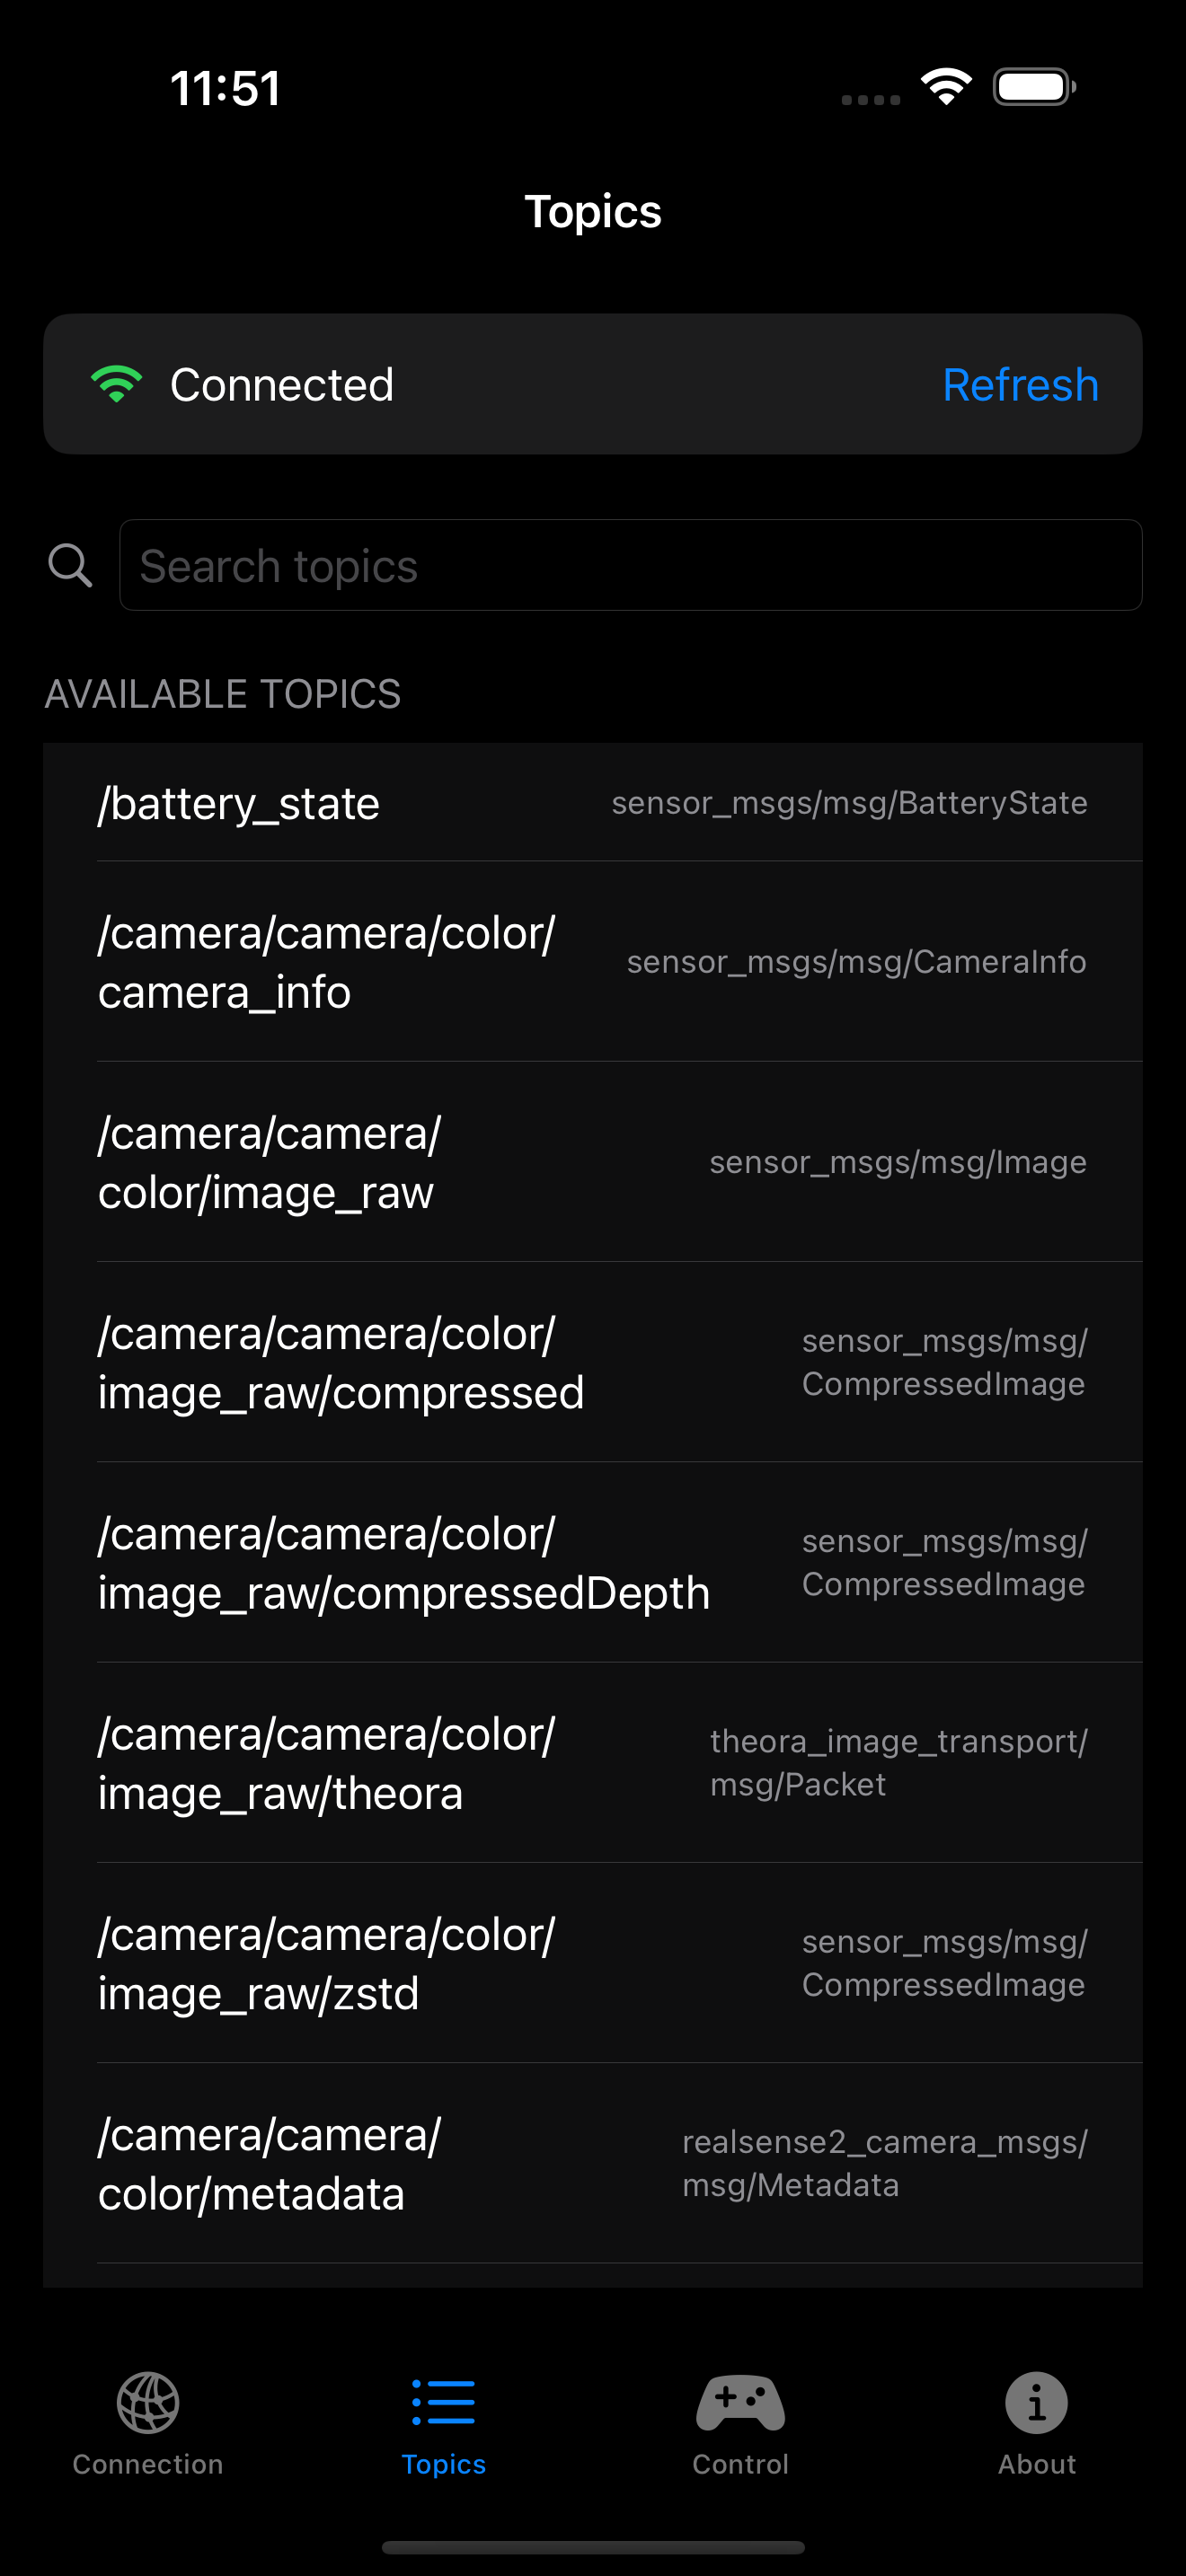 11:51
Topics
Connected
Refresh
Search topics
AVAILABLE TOPICS
/battery_state
sensor_msgs/msg/BatteryState
/camera/camera/color/
camera_info
sensor_msgs/msg/CameraInfo
/camera/camera/
color/image_raw
sensor_msgs/msg/Image
/camera/camera/color/
image_raw/compressed
sensor_msgs/msg/
CompressedImage
/camera/camera/color/
image_raw/compressedDepth
sensor_msgs/msg/
CompressedImage
/camera/camera/color/
image_raw/theora
theora_image_transport/
msg/Packet
/camera/camera/color/
image_raw/zstd
sensor_msgs/msg/
CompressedImage
/camera/camera/
color/metadata
realsense2_camera_msgs/
msg/Metadata
Connection
Topics
Control
About